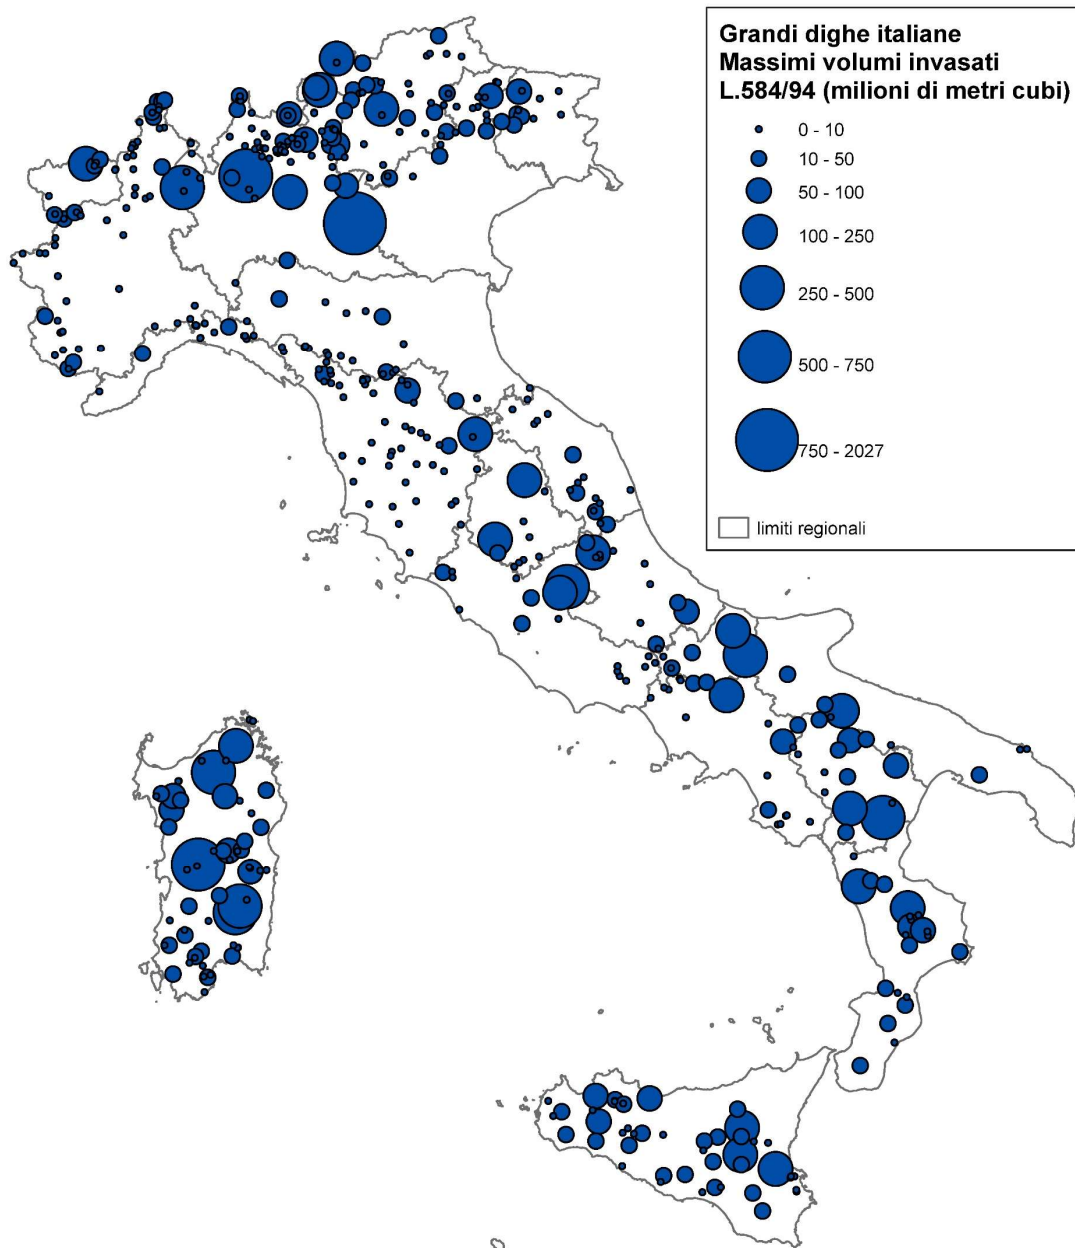 Grandi dighe italiane
Massimi volumi invasati
L.584/94 (milioni di metri cubi)
0 - 10
10 - 50
50 - 100
100 - 250
250 - 500
500 - 750
750 - 2027
limiti regionali